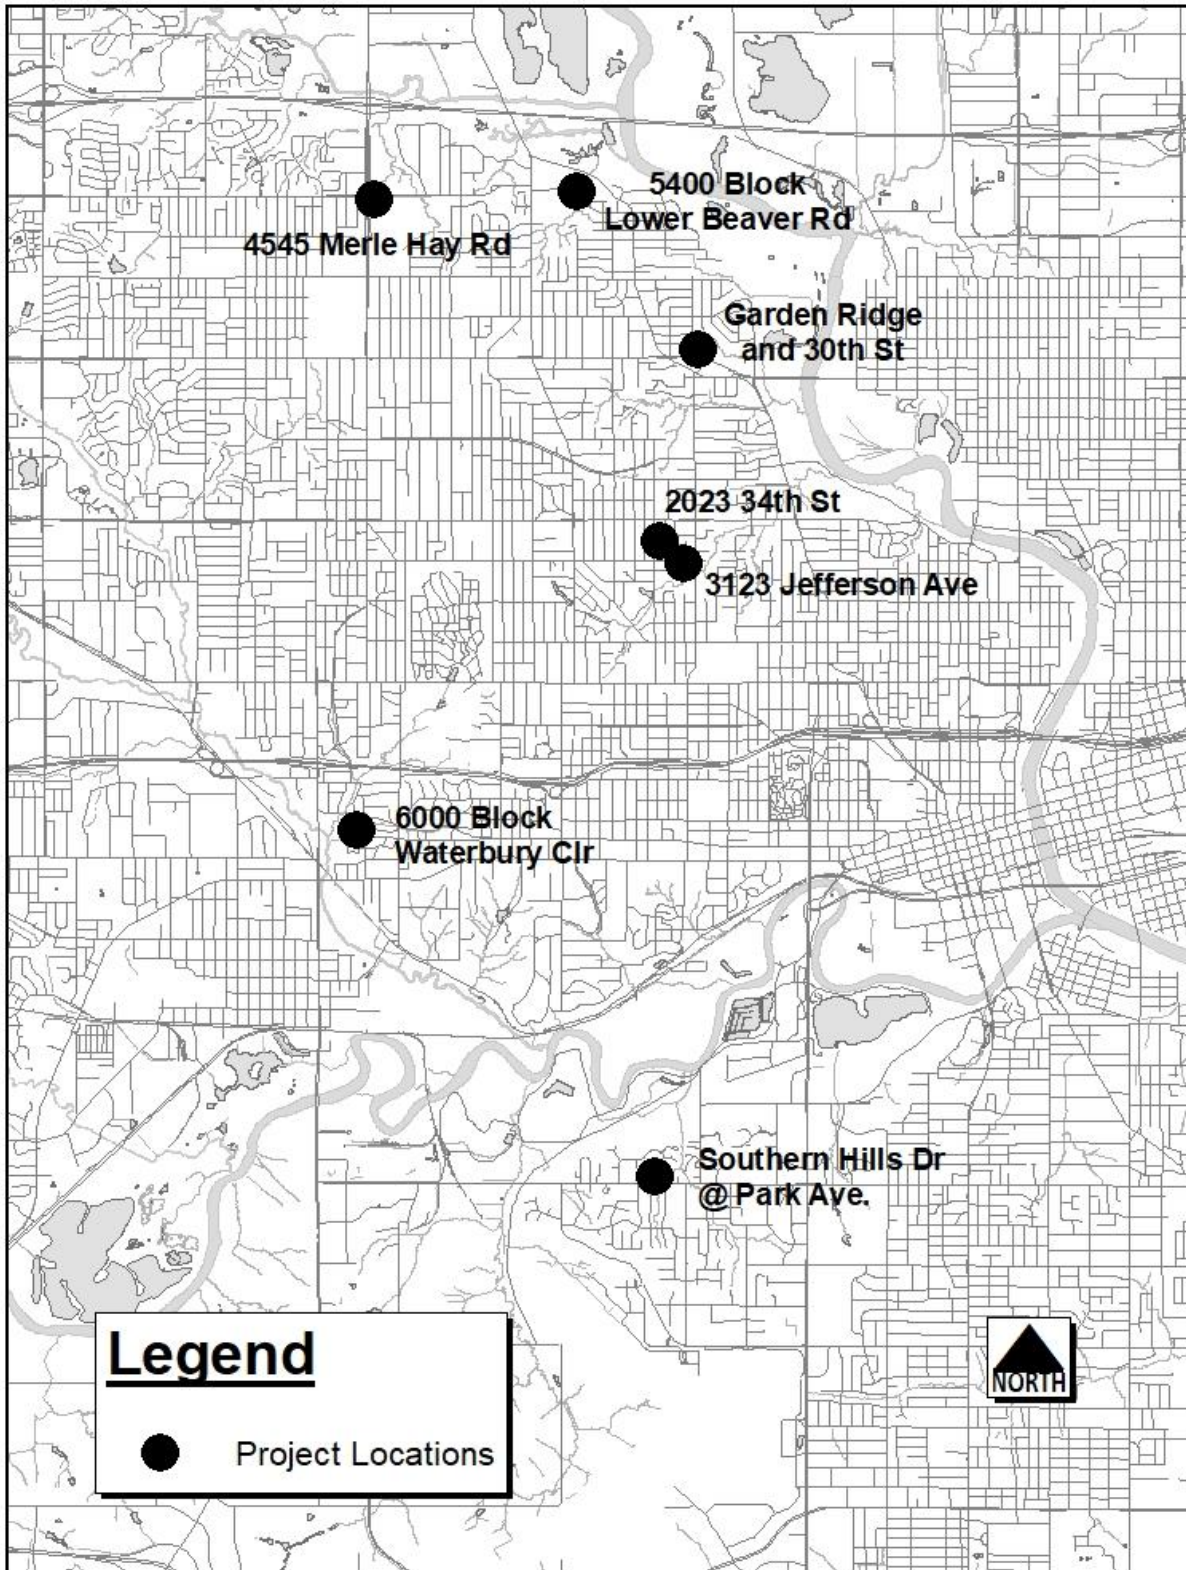 5400 Block
Lower Beaver Rd
4545 Merle Hay Rd
Garden Ridge
and 30th St
2023 34th St
3123 Jefferson Ave
6000 Block
Waterbury CIr
Southern Hills Dr
@ Park Ave.
Legend
Project Locations
NORTH